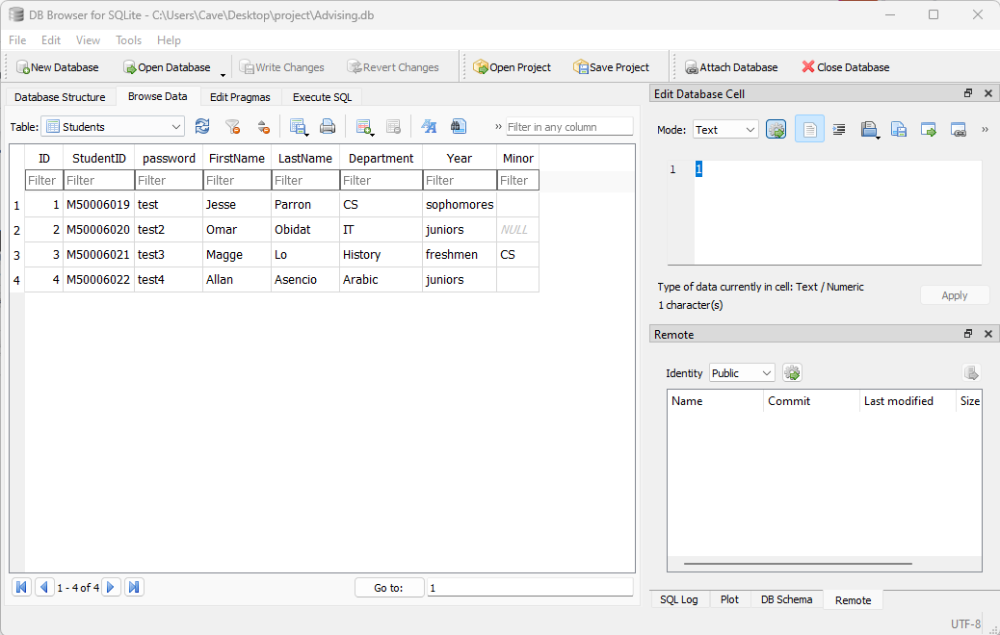 DB Browser for SQLite - C:\Users\Cave\Desktop\project\Advising.db
File Edit View Tools Help
New Database Open Database Write Changes Revert Changes Open Project Save Project Attach Database Close Database
Database Structure Browse Data Edit Pragmas Execute SQL
Table: Students » Filter in any column
ID StudentID password FirstName LastName Department Year Minor
Filter Filter Filter Filter Filter Filter Filter Filter
1 1 M50006019 test Jesse Parron CS sophomores
2 2 M50006020 test2 Omar Obidat IT juniors NULL
3 3 M50006021 test3 Magge Lo History freshmen CS
4 4 M50006022 test4 Allan Asencio Arabic juniors
1 - 4 of 4 Go to: 1
Edit Database Cell
Mode: Text »
1 1
Type of data currently in cell: Text / Numeric
1 character(s)
Apply
Remote
Identity Public
Name Commit Last modified Size
SQL Log Plot DB Schema Remote
UTF-8